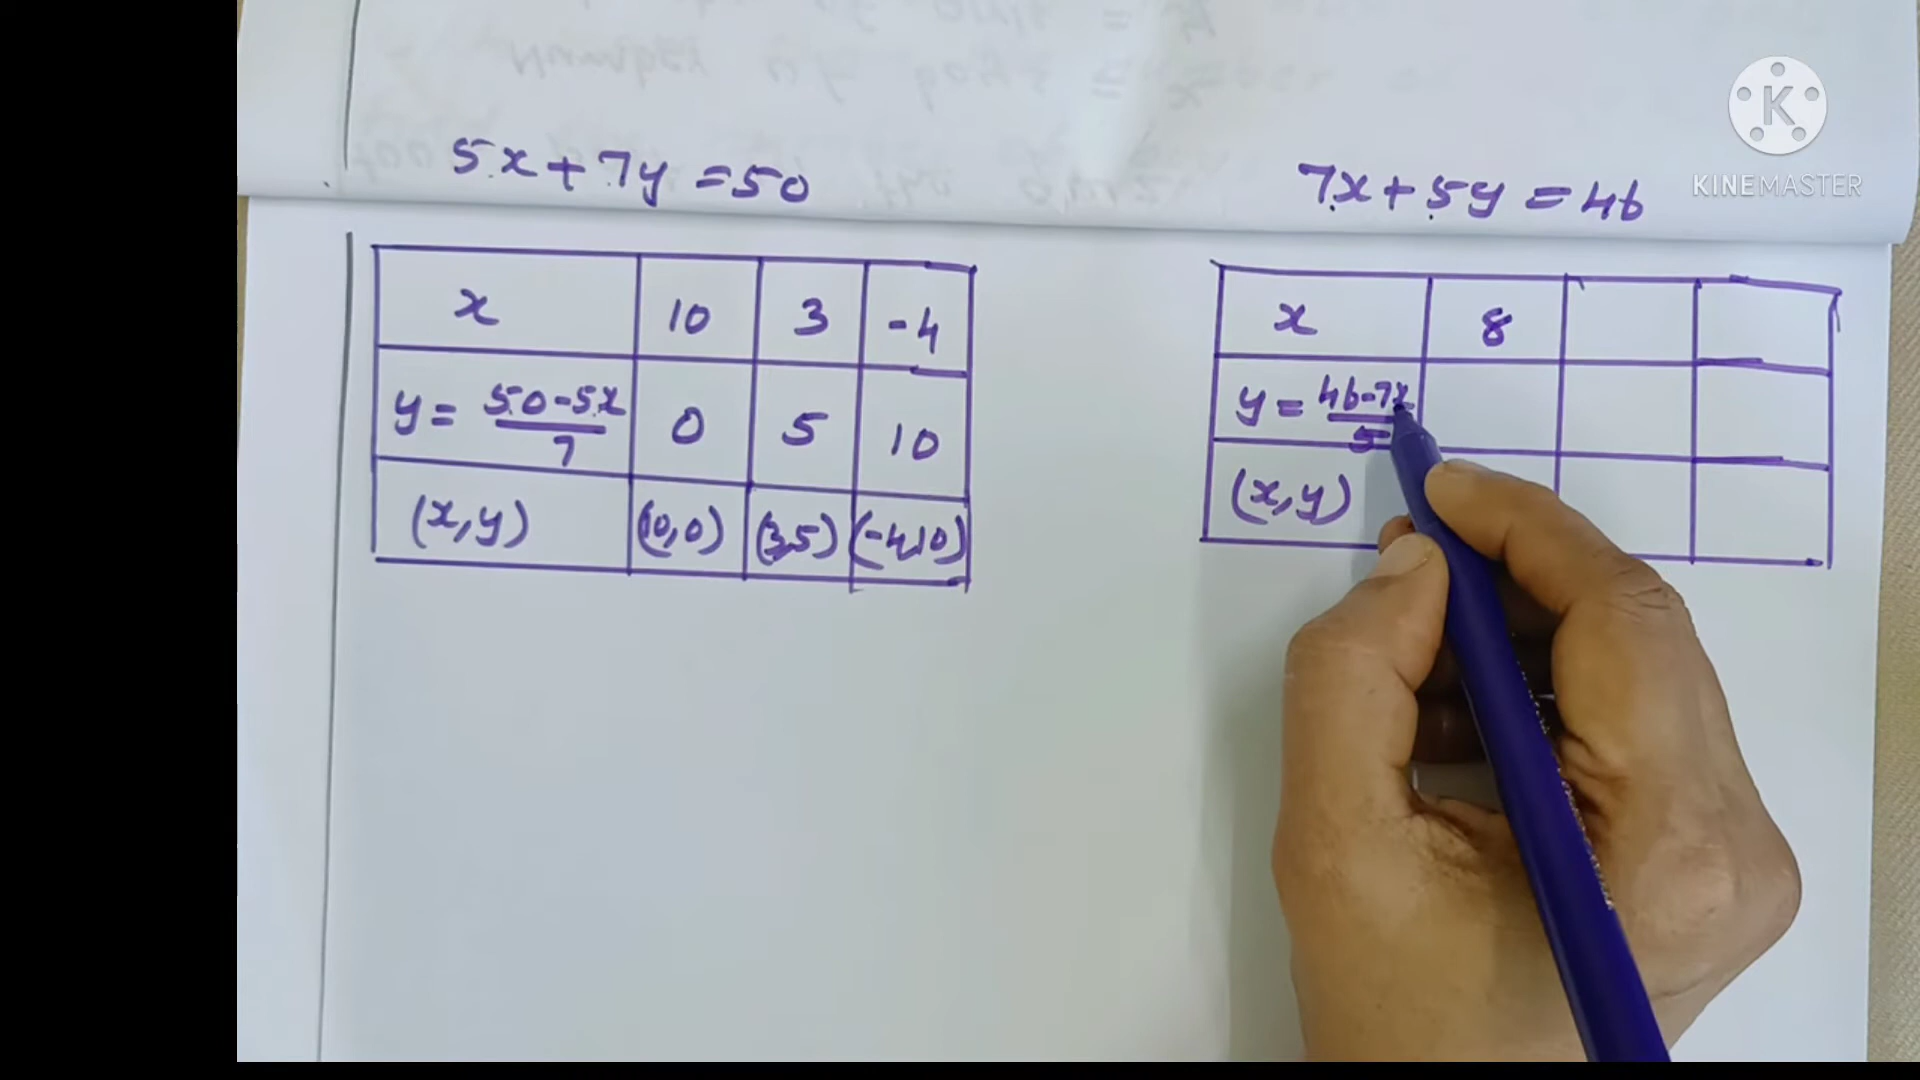 5x+7y=50
7x+5y=46
x 10 3 -4
y= 50-5x/7 0 5 10
(x,y) (10,0) (3,5) (-4,10)
x 8
y= 46-7x/5
(x,y)
K
KINEMASTER